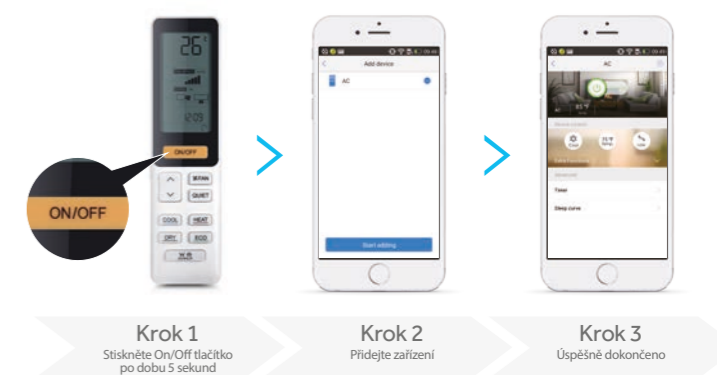 26°
12:05
ON/OFF
FAN
QUIET
COOL HEAT
DRY ECO
ON/OFF
Add device
AC
Start adding
AC
Timer
Sleep curve
Krok 1
Stiskněte On/Off tlačítko
po dobu 5 sekund
Krok 2
Přidejte zařízení
Krok 3
Úspěšně dokončeno